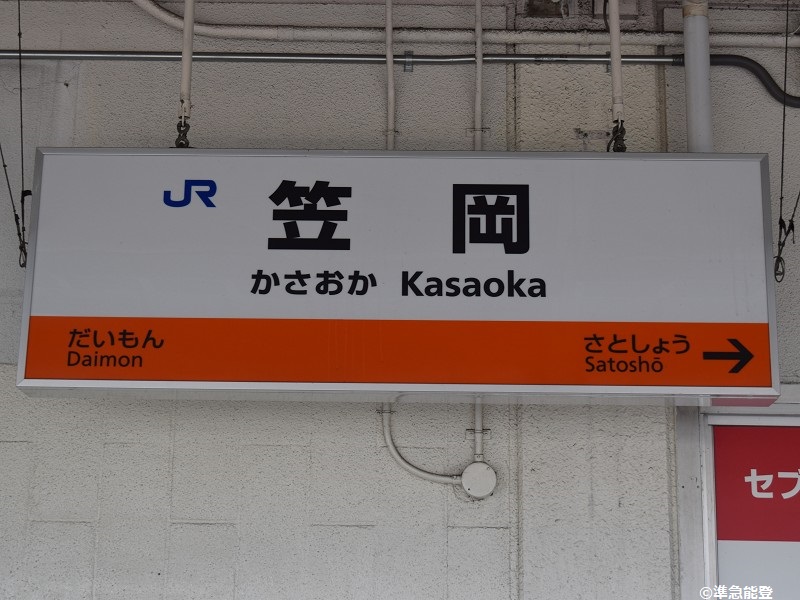 JR 笠岡
かさおか Kasaoka
だいもん
Daimon
さとしょう
Satoshō
セブ
©準急能登